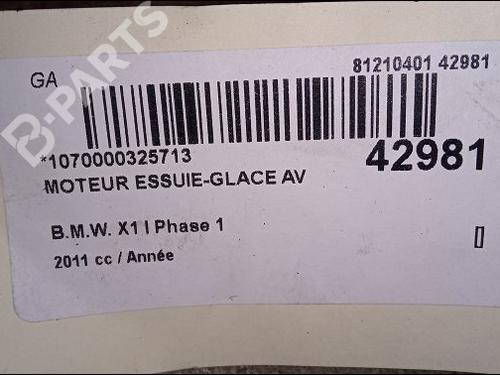 GA
81210401 42981
B-PARTS
*1070000325713
42981
MOTEUR ESSUIE-GLACE AV
B.M.W. X1 I Phase 1
2011 cc / Année